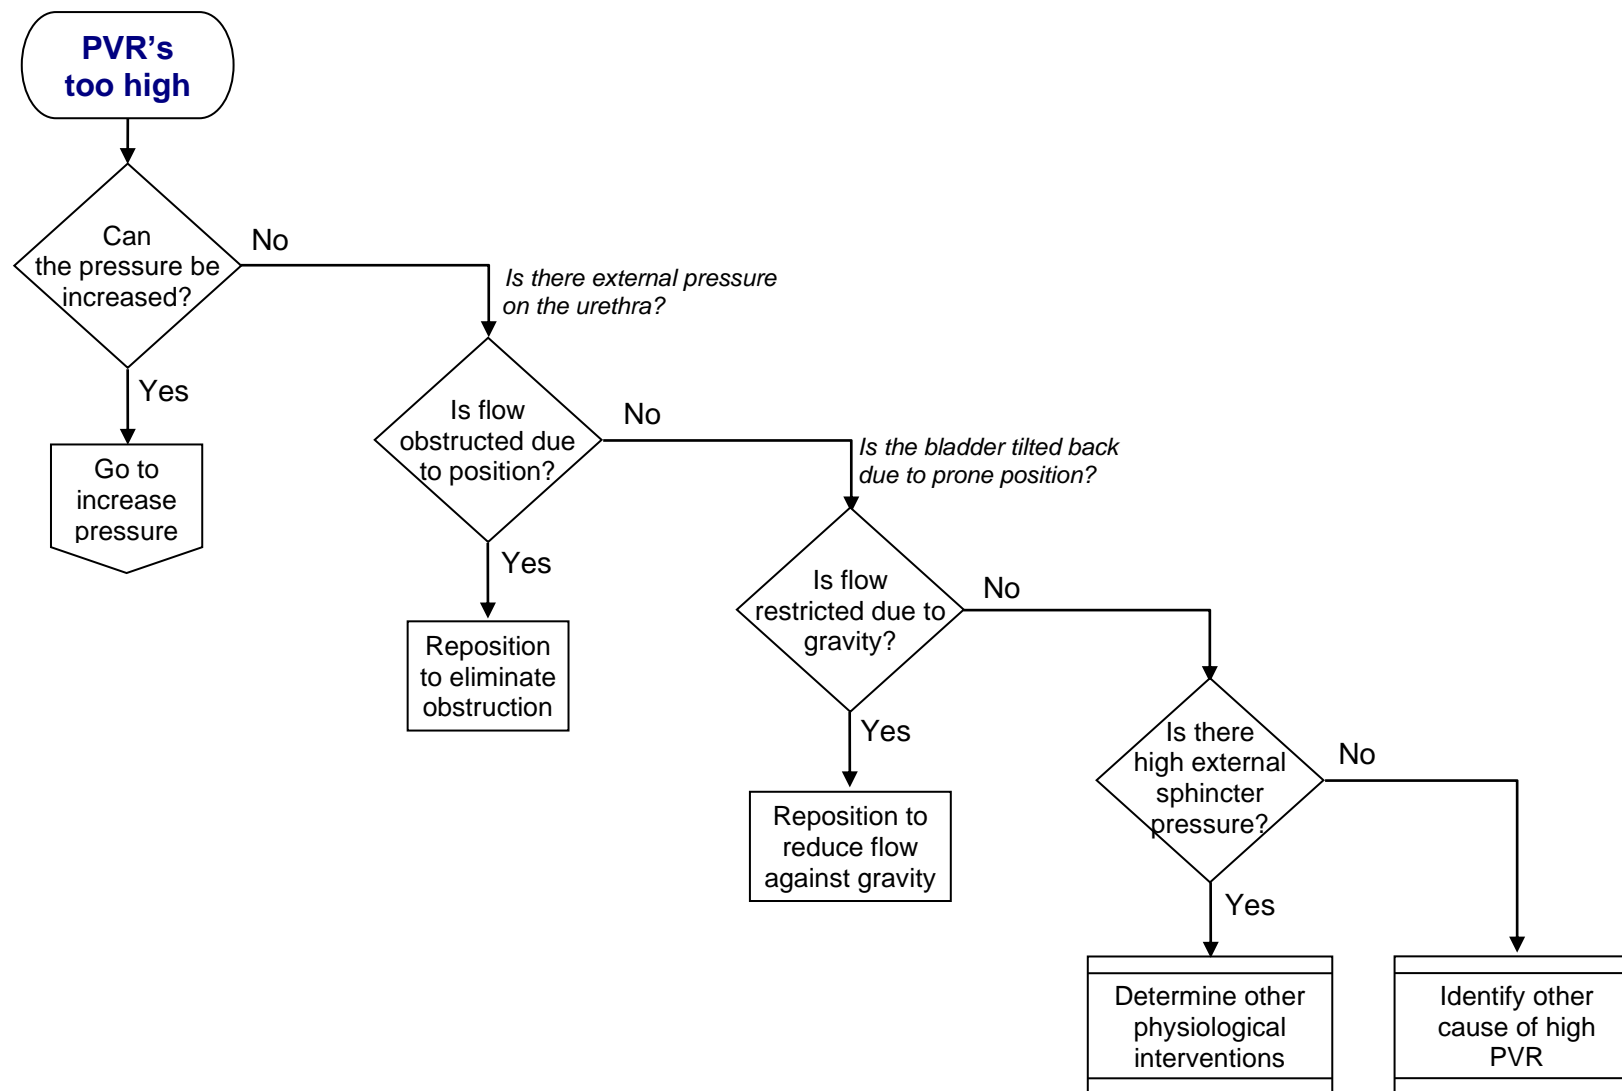 PVR's
too high
Can
the pressure be
increased?
No
Yes
Go to
increase
pressure
Is there external pressure
on the urethra?
Is flow
obstructed due
to position?
No
Yes
Reposition
to eliminate
obstruction
Is the bladder tilted back
due to prone position?
Is flow
restricted due to
gravity?
No
Yes
Reposition to
reduce flow
against gravity
Is there
high external
sphincter
pressure?
No
Yes
Determine other
physiological
interventions
Identify other
cause of high
PVR